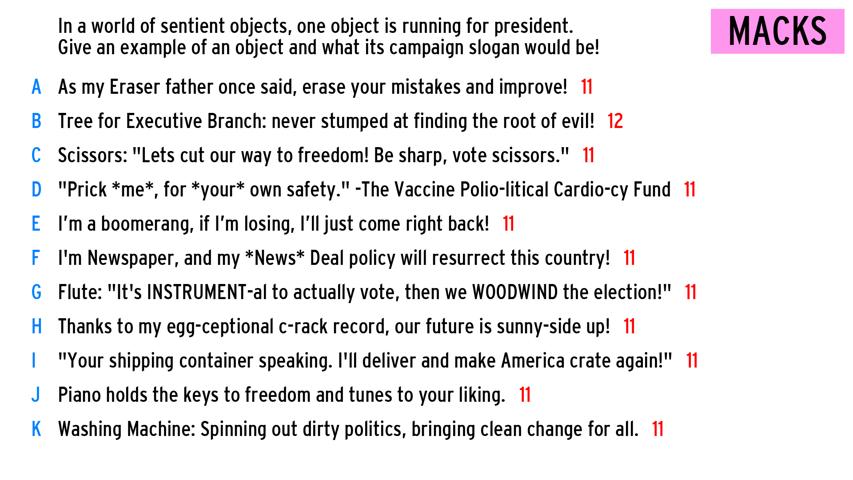 In a world of sentient objects, one object is running for president.
Give an example of an object and what its campaign slogan would be!
MACKS
A As my Eraser father once said, erase your mistakes and improve! 11
B Tree for Executive Branch: never stumped at finding the root of evil! 12
C Scissors: "Lets cut our way to freedom! Be sharp, vote scissors." 11
D "Prick *me*, for *your* own safety." -The Vaccine Polio-litical Cardio-cy Fund 11
E I'm a boomerang, if I'm losing, I'll just come right back! 11
F I'm Newspaper, and my *News* Deal policy will resurrect this country! 11
G Flute: "It's INSTRUMENT-al to actually vote, then we WOODWIND the election!" 11
H Thanks to my egg-ceptional c-rack record, our future is sunny-side up! 11
I "Your shipping container speaking. I'll deliver and make America crate again!" 11
J Piano holds the keys to freedom and tunes to your liking. 11
K Washing Machine: Spinning out dirty politics, bringing clean change for all. 11